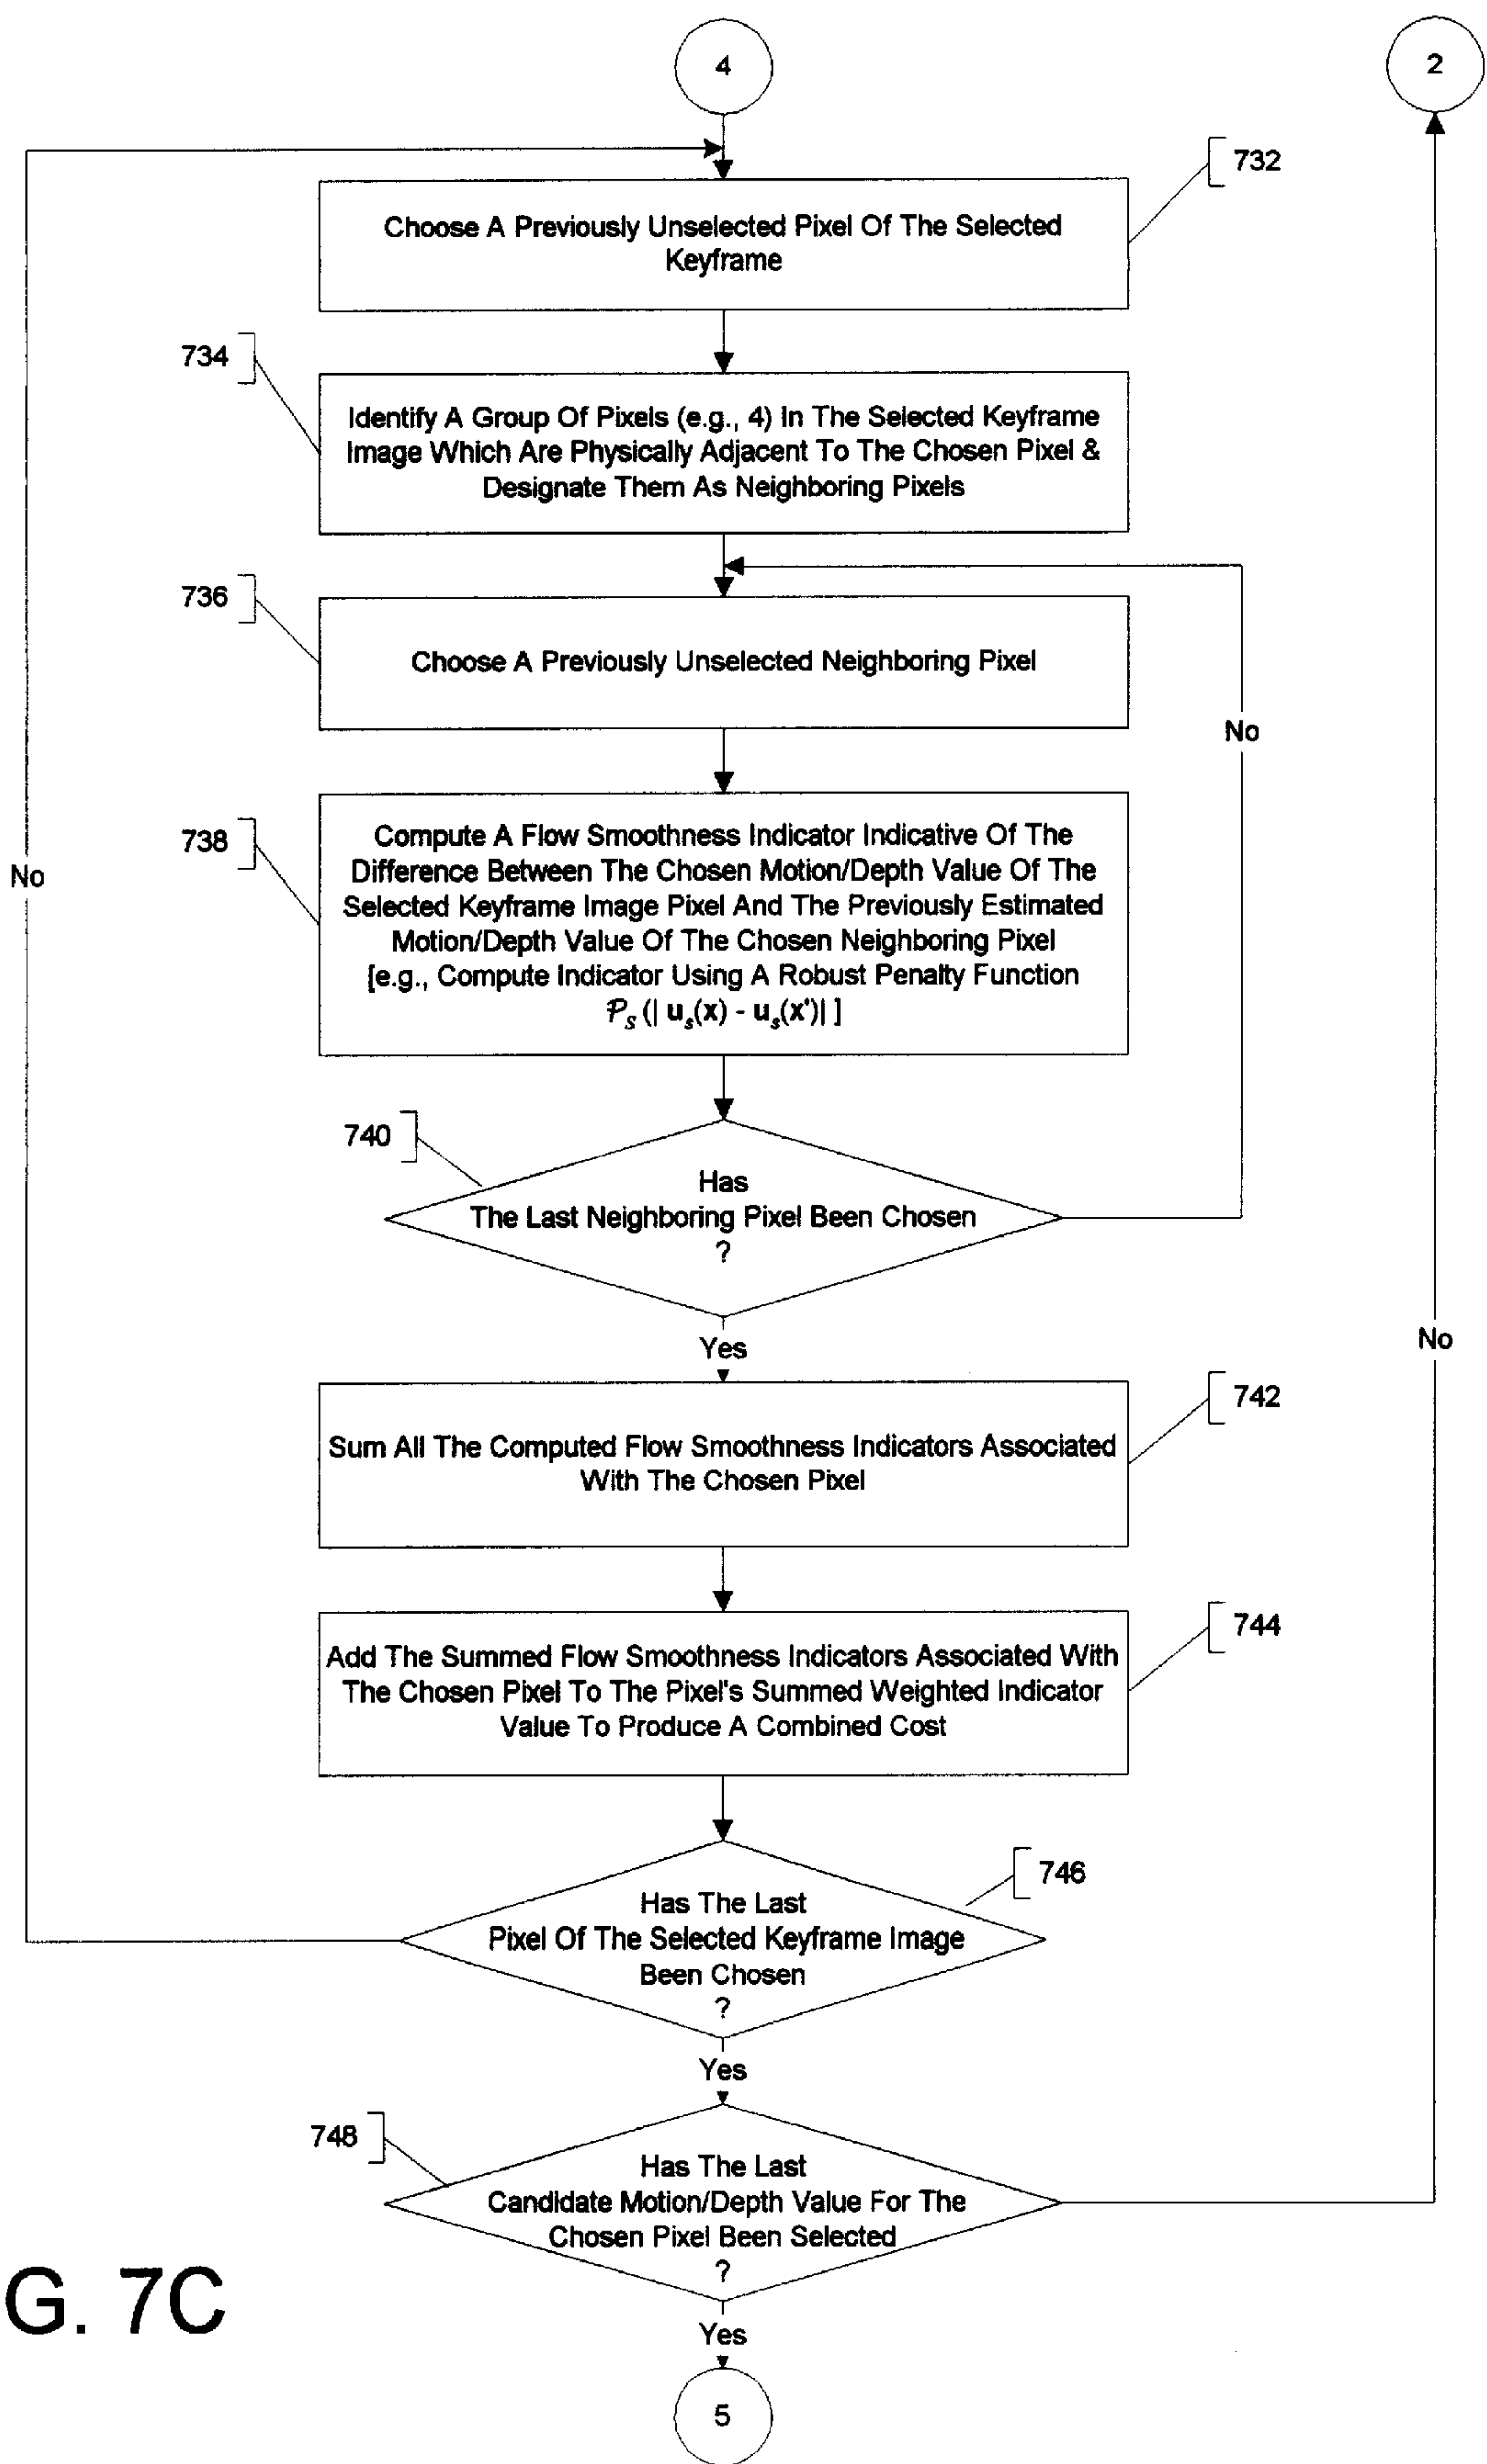 4
2
732
Choose A Previously Unselected Pixel Of The Selected
Keyframe
734
Identify A Group Of Pixels (e.g., 4) In The Selected Keyframe
Image Which Are Physically Adjacent To The Chosen Pixel &
Designate Them As Neighboring Pixels
736
Choose A Previously Unselected Neighboring Pixel
No
738
Compute A Flow Smoothness Indicator Indicative Of The
Difference Between The Chosen Motion/Depth Value Of The
Selected Keyframe Image Pixel And The Previously Estimated
Motion/Depth Value Of The Chosen Neighboring Pixel
[e.g., Compute Indicator Using A Robust Penalty Function
𝒫_S (| u_s(x) - u_s(x')| ]
No
740
Has
The Last Neighboring Pixel Been Chosen
?
Yes
No
742
Sum All The Computed Flow Smoothness Indicators Associated
With The Chosen Pixel
744
Add The Summed Flow Smoothness Indicators Associated With
The Chosen Pixel To The Pixel's Summed Weighted Indicator
Value To Produce A Combined Cost
746
Has The Last
Pixel Of The Selected Keyframe Image
Been Chosen
?
Yes
748
Has The Last
Candidate Motion/Depth Value For The
Chosen Pixel Been Selected
?
Yes
G. 7C
5